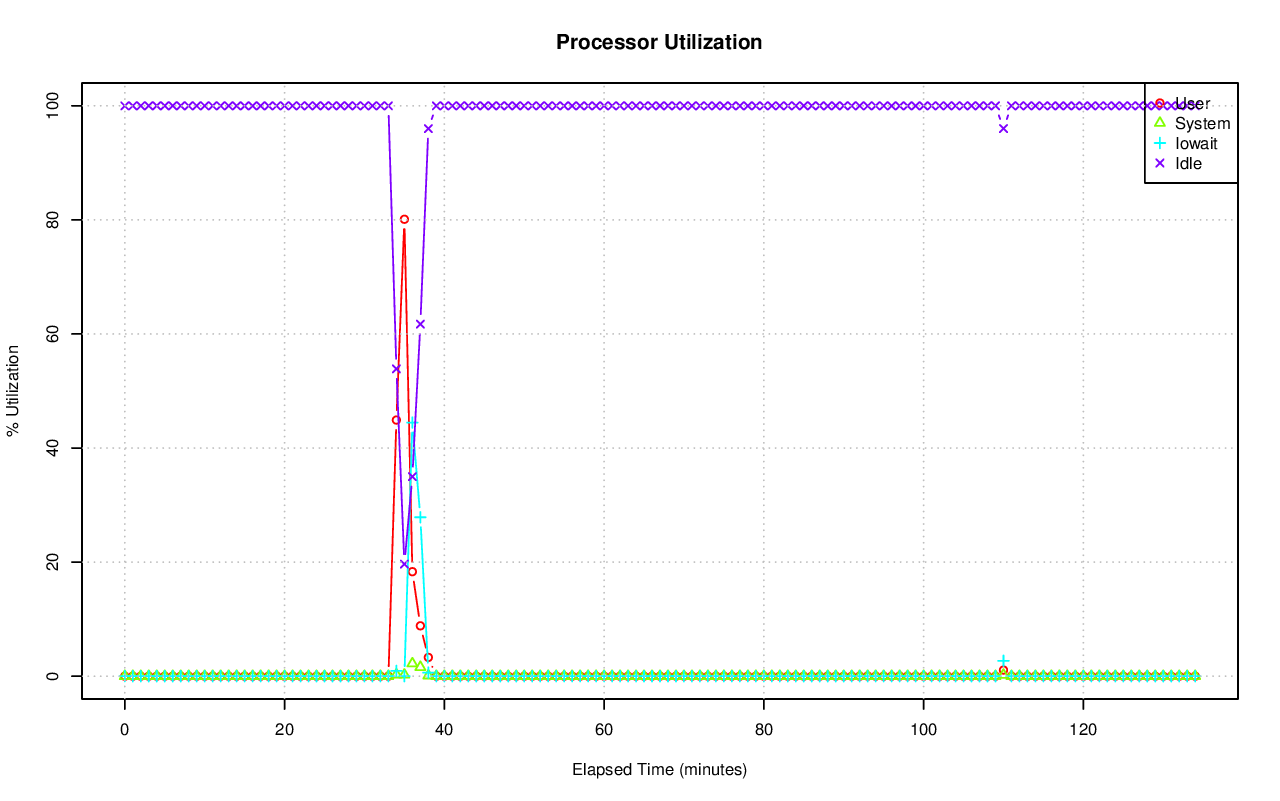 Processor Utilization
100
80
60
40
20
0
% Utilization
User
System
Iowait
Idle
0 20 40 60 80 100 120
Elapsed Time (minutes)